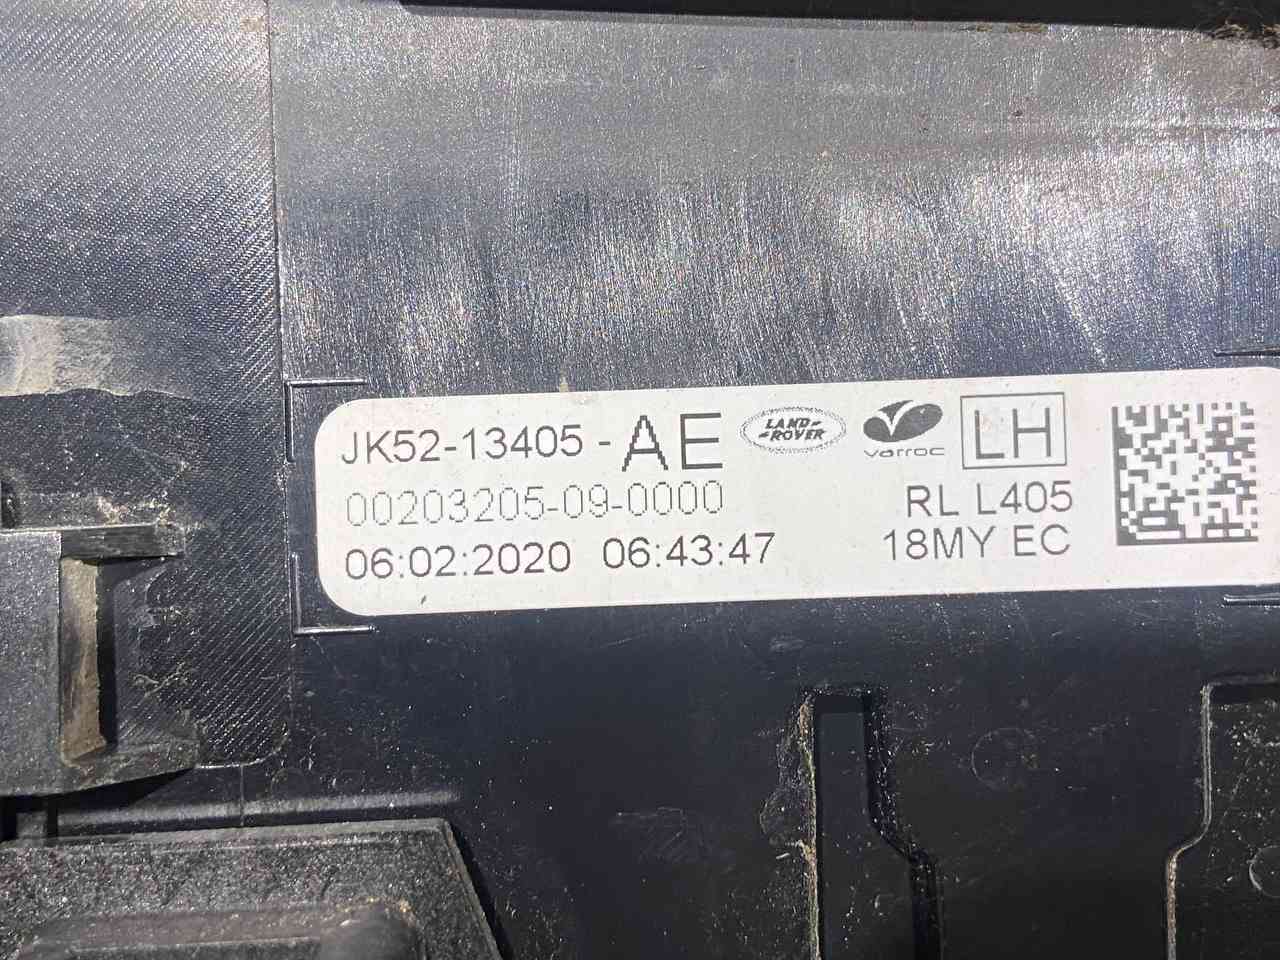 JK52-13405-AE LAND-ROVER varroc LH
00203205-09-0000 RL L405
06:02:2020 06:43:47 18MY EC